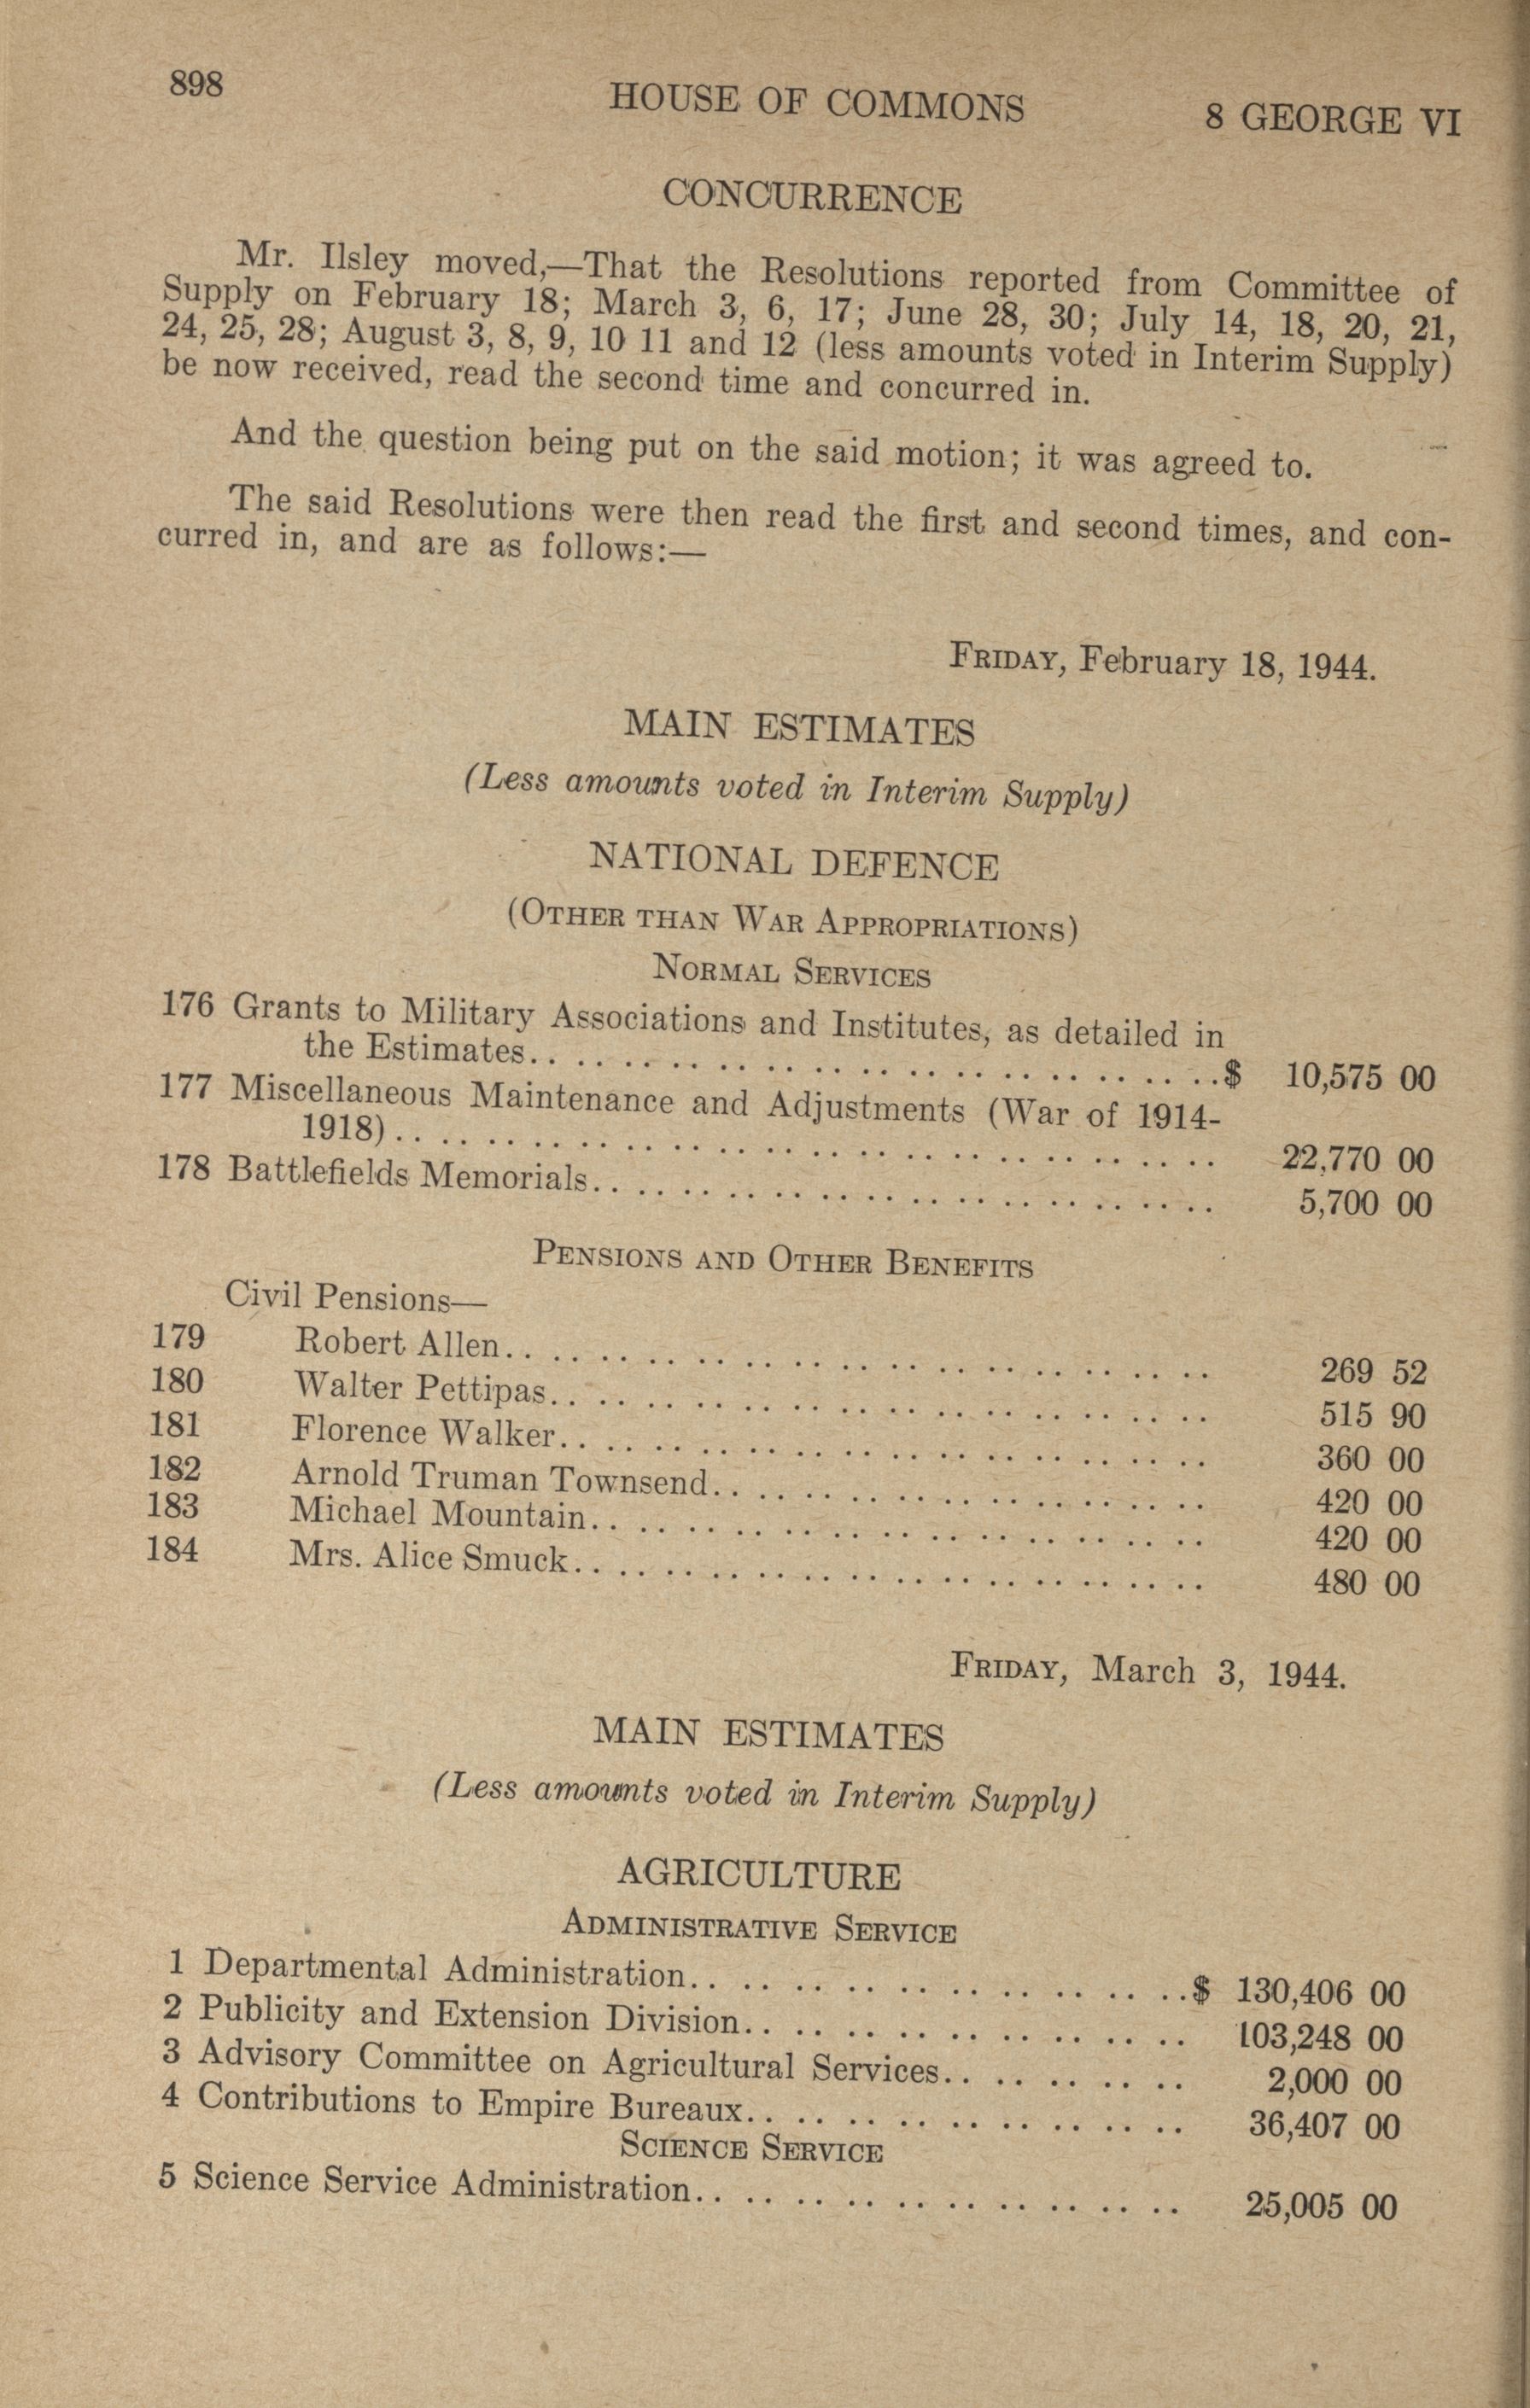 898
HOUSE OF COMMONS
8 GEORGE VI
CONCURRENCE
Mr. Ilsley moved,—That the Resolutions reported from Committee of
Supply on February 18; March 3, 6, 17; June 28, 30; July 14, 18, 20, 21,
24, 25, 28; August 3, 8, 9, 10 11 and 12 (less amounts voted in Interim Supply)
be now received, read the second time and concurred in.
And the question being put on the said motion; it was agreed to.
The said Resolutions were then read the first and second times, and con-
curred in, and are as follows:—
FRIDAY, February 18, 1944.
MAIN ESTIMATES
(Less amounts voted in Interim Supply)
NATIONAL DEFENCE
(OTHER THAN WAR APPROPRIATIONS)
NORMAL SERVICES
176 Grants to Military Associations and Institutes, as detailed in
the Estimates.. .. .. .. .. .. .. .. .. .. .. .. .. .. ..$ 10,575 00
177 Miscellaneous Maintenance and Adjustments (War of 1914-
1918).. .. .. .. .. .. .. .. .. .. .. .. .. .. .. .. .. .. 22,770 00
178 Battlefields Memorials.. .. .. .. .. .. .. .. .. .. .. .. .. .. 5,700 00
PENSIONS AND OTHER BENEFITS
Civil Pensions—
179 Robert Allen.. .. .. .. .. .. .. .. .. .. .. .. .. .. .. 269 52
180 Walter Pettipas.. .. .. .. .. .. .. .. .. .. .. .. .. .. 515 90
181 Florence Walker.. .. .. .. .. .. .. .. .. .. .. .. .. .. 360 00
182 Arnold Truman Townsend.. .. .. .. .. .. .. .. .. .. .. 420 00
183 Michael Mountain.. .. .. .. .. .. .. .. .. .. .. .. .. 420 00
184 Mrs. Alice Smuck.. .. .. .. .. .. .. .. .. .. .. .. .. .. 480 00
FRIDAY, March 3, 1944.
MAIN ESTIMATES
(Less amounts voted in Interim Supply)
AGRICULTURE
ADMINISTRATIVE SERVICE
1 Departmental Administration.. .. .. .. .. .. .. .. .. ..$ 130,406 00
2 Publicity and Extension Division.. .. .. .. .. .. .. .. .. 103,248 00
3 Advisory Committee on Agricultural Services.. .. .. .. .. 2,000 00
4 Contributions to Empire Bureaux.. .. .. .. .. .. .. .. .. 36,407 00
SCIENCE SERVICE
5 Science Service Administration.. .. .. .. .. .. .. .. .. .. 25,005 00